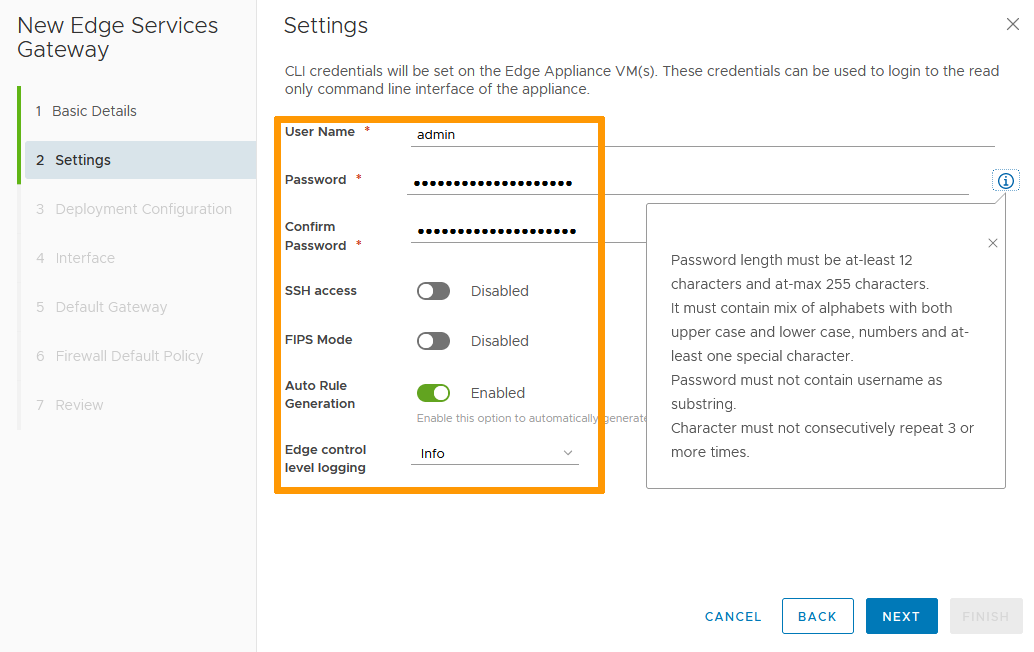 New Edge Services
Gateway
1 Basic Details
2 Settings
3 Deployment Configuration
4 Interface
5 Default Gateway
6 Firewall Default Policy
7 Review
Settings
CLI credentials will be set on the Edge Appliance VM(s). These credentials can be used to login to the read
only command line interface of the appliance.
User Name * admin
Password * ••••••••••••••••••••
Confirm
Password * ••••••••••••••••••••
SSH access Disabled
FIPS Mode Disabled
Auto Rule
Generation Enabled
Enable this option to automatically generate
Edge control
level logging Info
Password length must be at-least 12
characters and at-max 255 characters.
It must contain mix of alphabets with both
upper case and lower case, numbers and at-
least one special character.
Password must not contain username as
substring.
Character must not consecutively repeat 3 or
more times.
CANCEL BACK NEXT FINISH